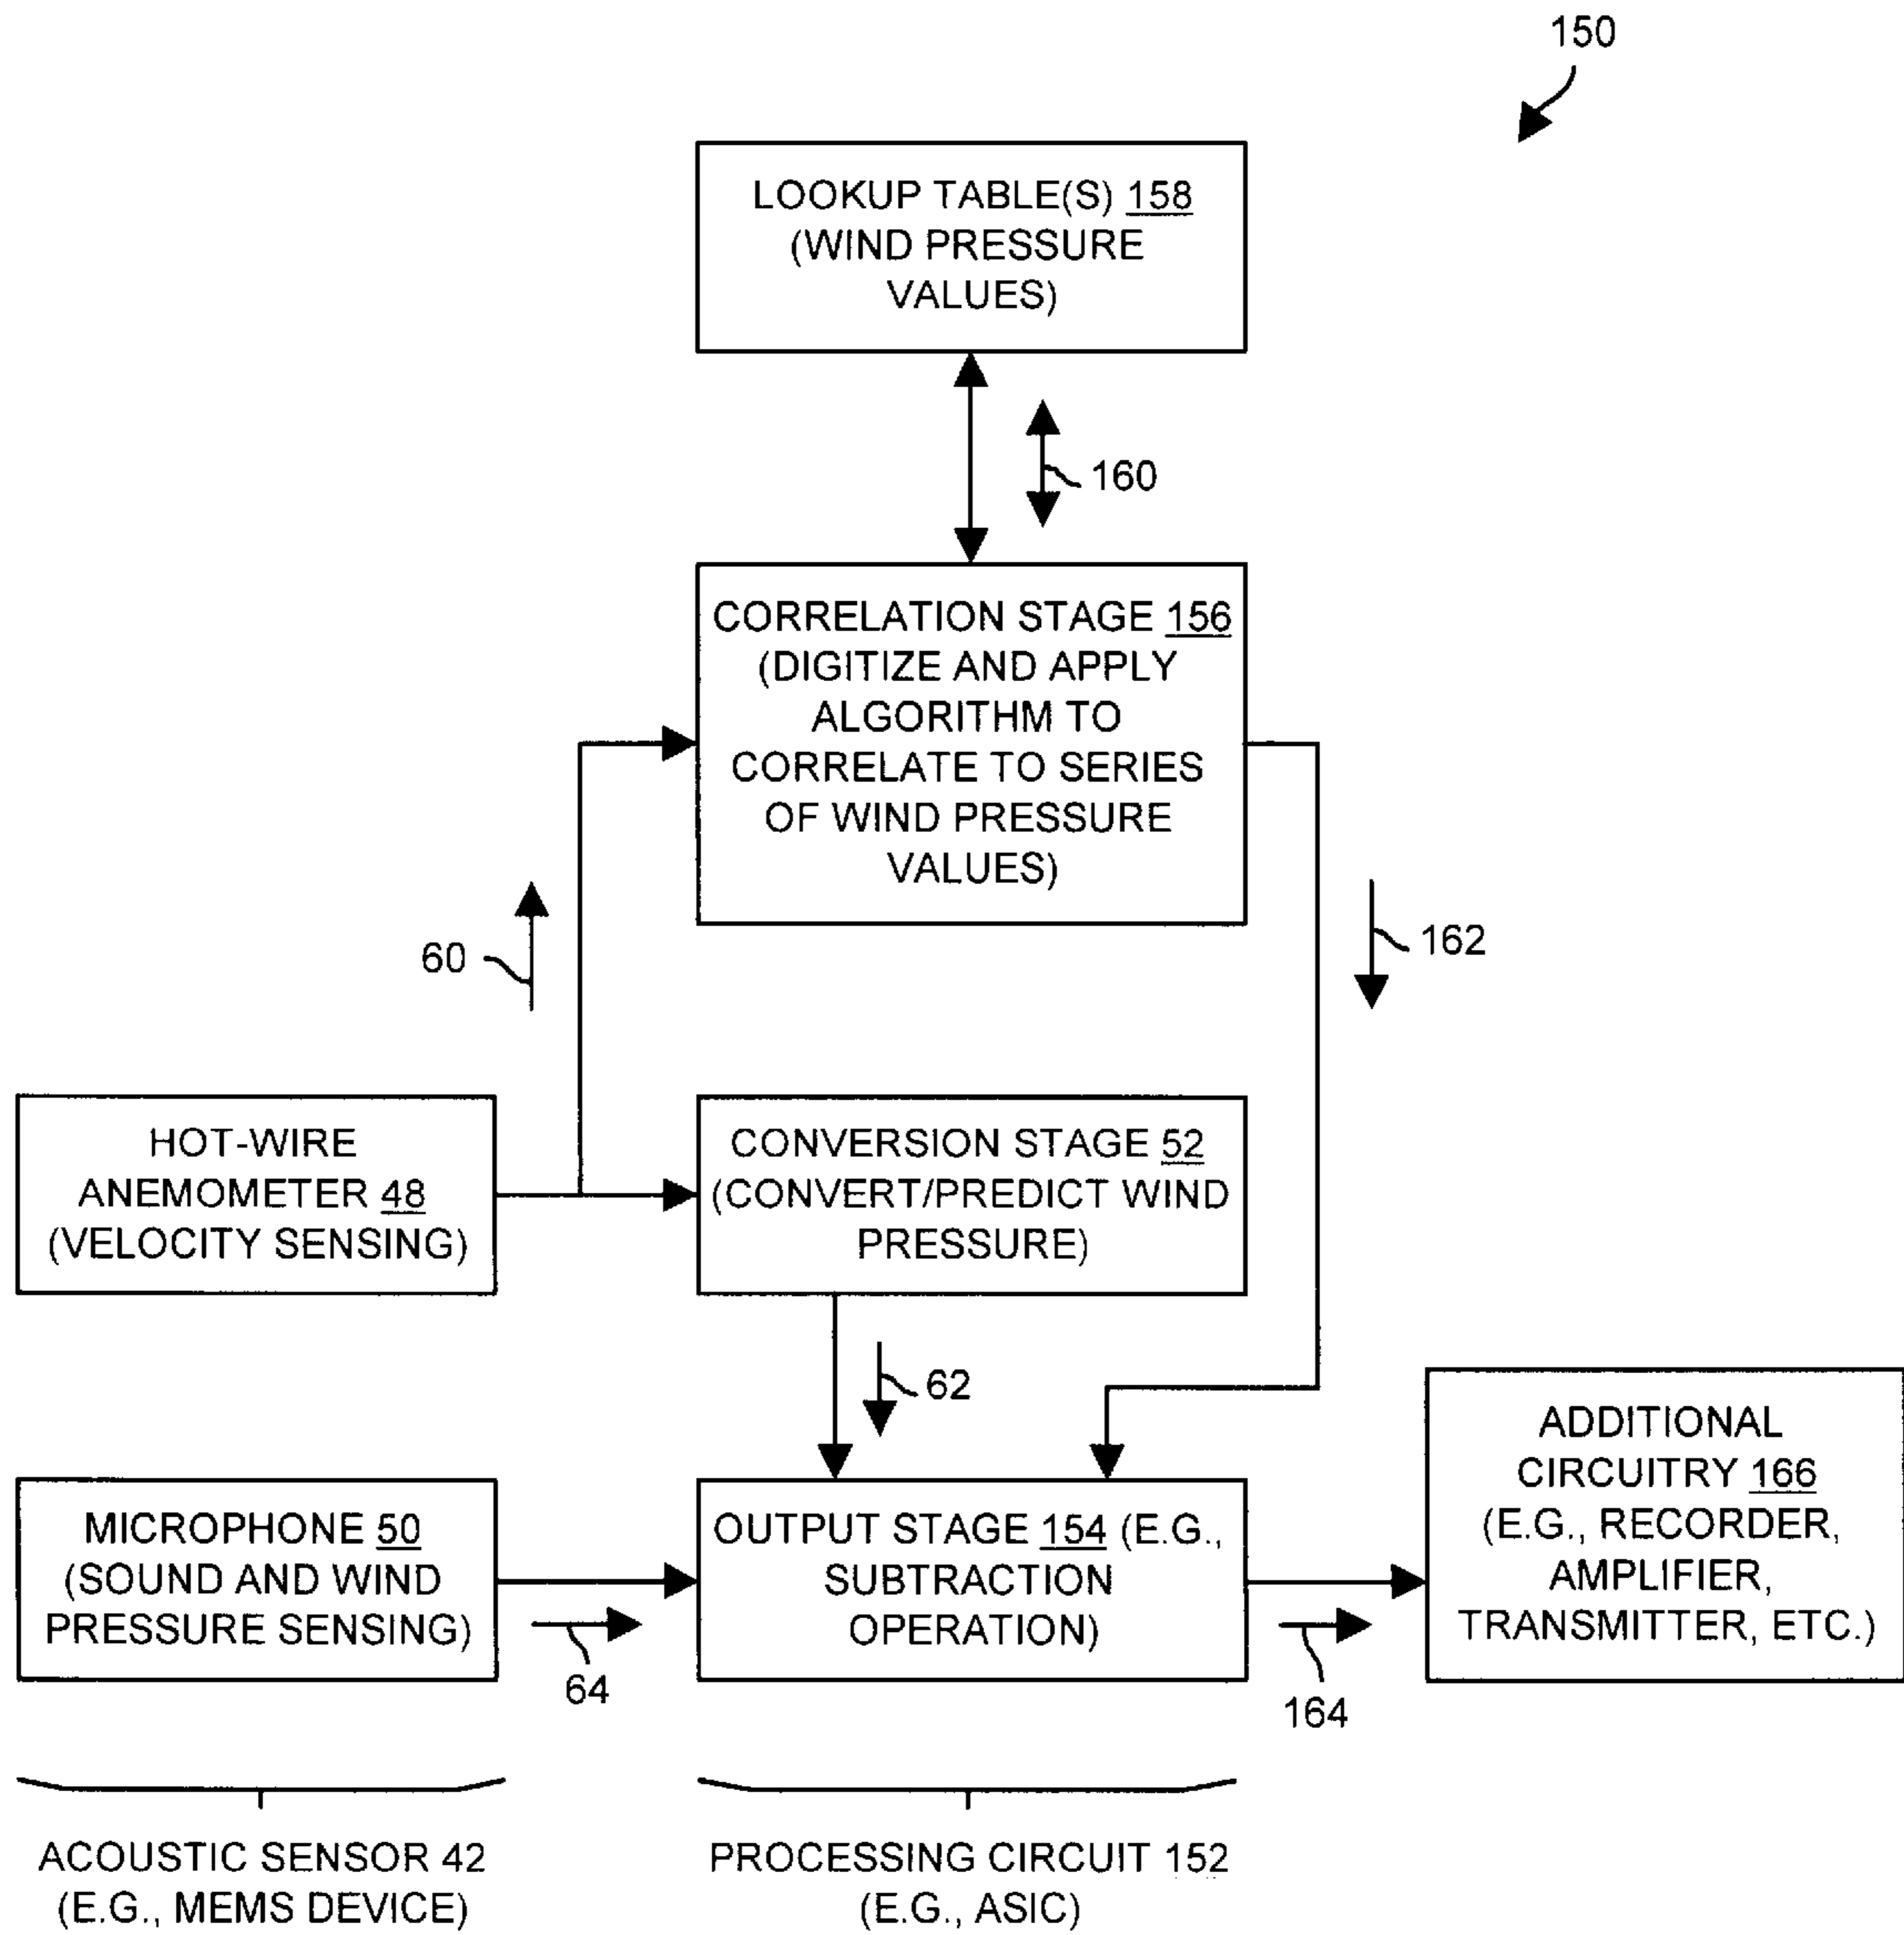 150
LOOKUP TABLE(S) 158
(WIND PRESSURE
VALUES)
160
CORRELATION STAGE 156
(DIGITIZE AND APPLY
ALGORITHM TO
CORRELATE TO SERIES
OF WIND PRESSURE
VALUES)
60
162
HOT-WIRE
ANEMOMETER 48
(VELOCITY SENSING)
CONVERSION STAGE 52
(CONVERT/PREDICT WIND
PRESSURE)
62
MICROPHONE 50
(SOUND AND WIND
PRESSURE SENSING)
64
OUTPUT STAGE 154 (E.G.,
SUBTRACTION
OPERATION)
164
ADDITIONAL
CIRCUITRY 166
(E.G., RECORDER,
AMPLIFIER,
TRANSMITTER, ETC.)
ACOUSTIC SENSOR 42
(E.G., MEMS DEVICE)
PROCESSING CIRCUIT 152
(E.G., ASIC)